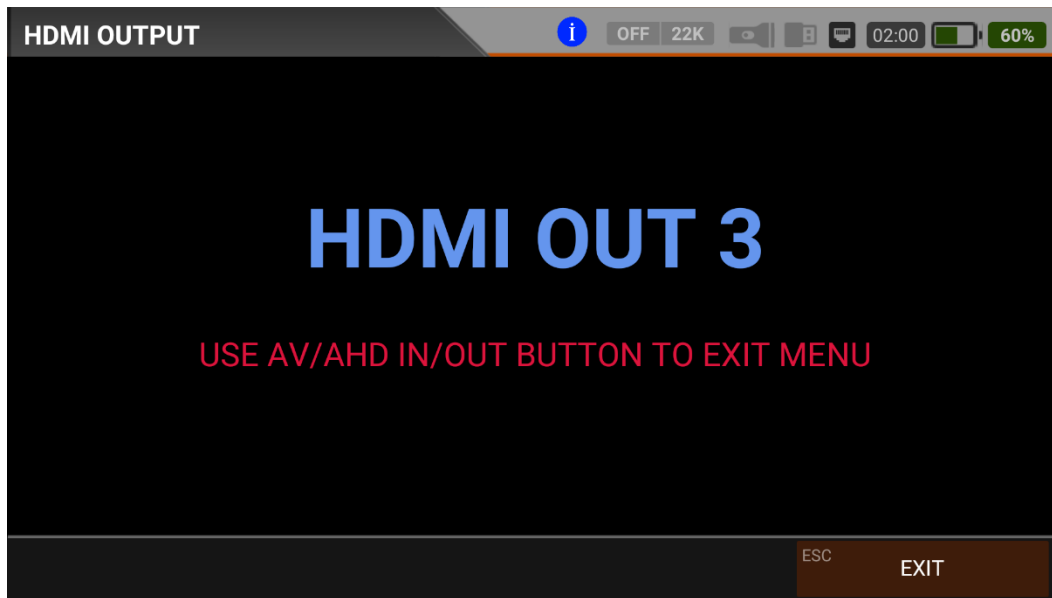 HDMI OUTPUT
i OFF 22K 02:00 60%
HDMI OUT 3
USE AV/AHD IN/OUT BUTTON TO EXIT MENU
ESC EXIT